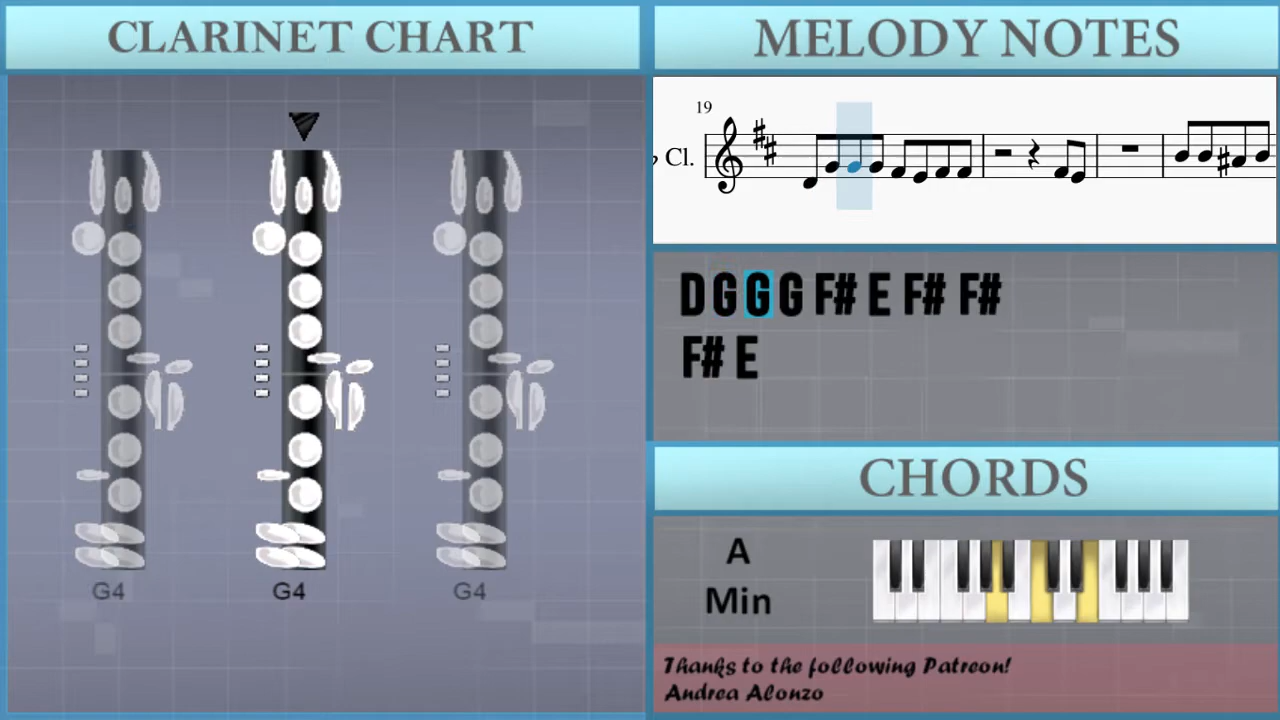 CLARINET CHART
G4
G4
G4
MELODY NOTES
19
Cl.
D G G G F# E F# F#
F# E
CHORDS
A
Min
Thanks to the following Patreon!
Andrea Alonzo